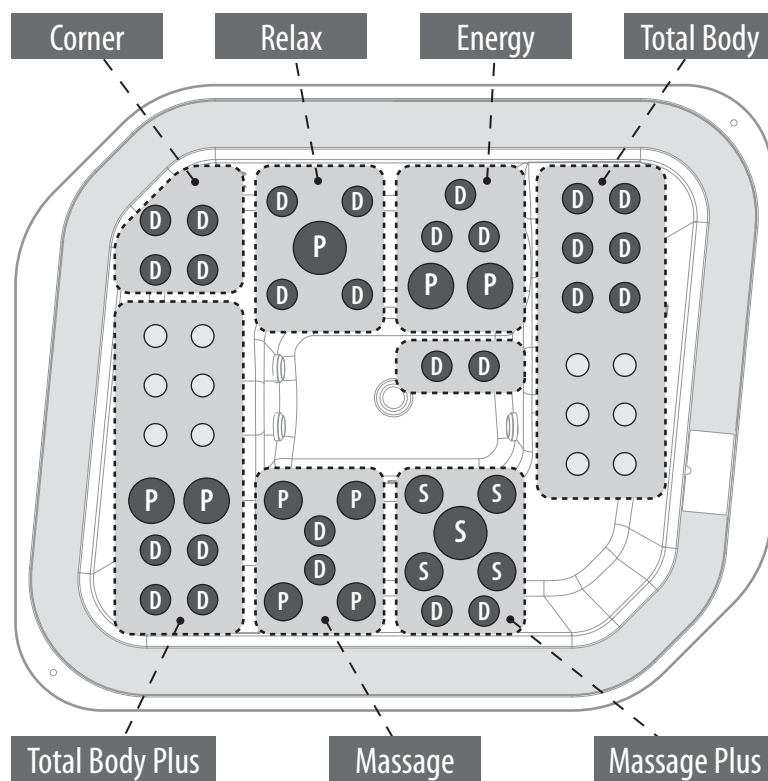 Corner Relax Energy Total Body
D D D D D D D D
D D D D D D
P
D D D D P P D D
D D
P P P P S S
D D S
D D D S S
D D P P D D
Total Body Plus Massage Massage Plus